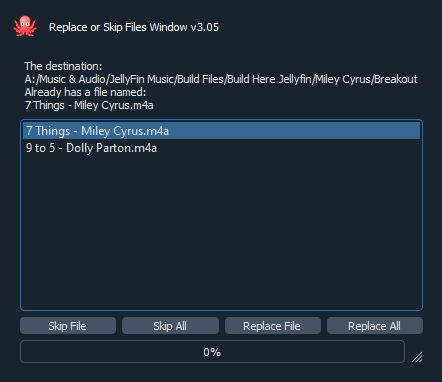 Replace or Skip Files Window v3.05
The destination:
A:/Music & Audio/JellyFin Music/Build Files/Build Here Jellyfin/Miley Cyrus/Breakout
Already has a file named:
7 Things - Miley Cyrus.m4a
7 Things - Miley Cyrus.m4a
9 to 5 - Dolly Parton.m4a
Skip File
Skip All
Replace File
Replace All
0%